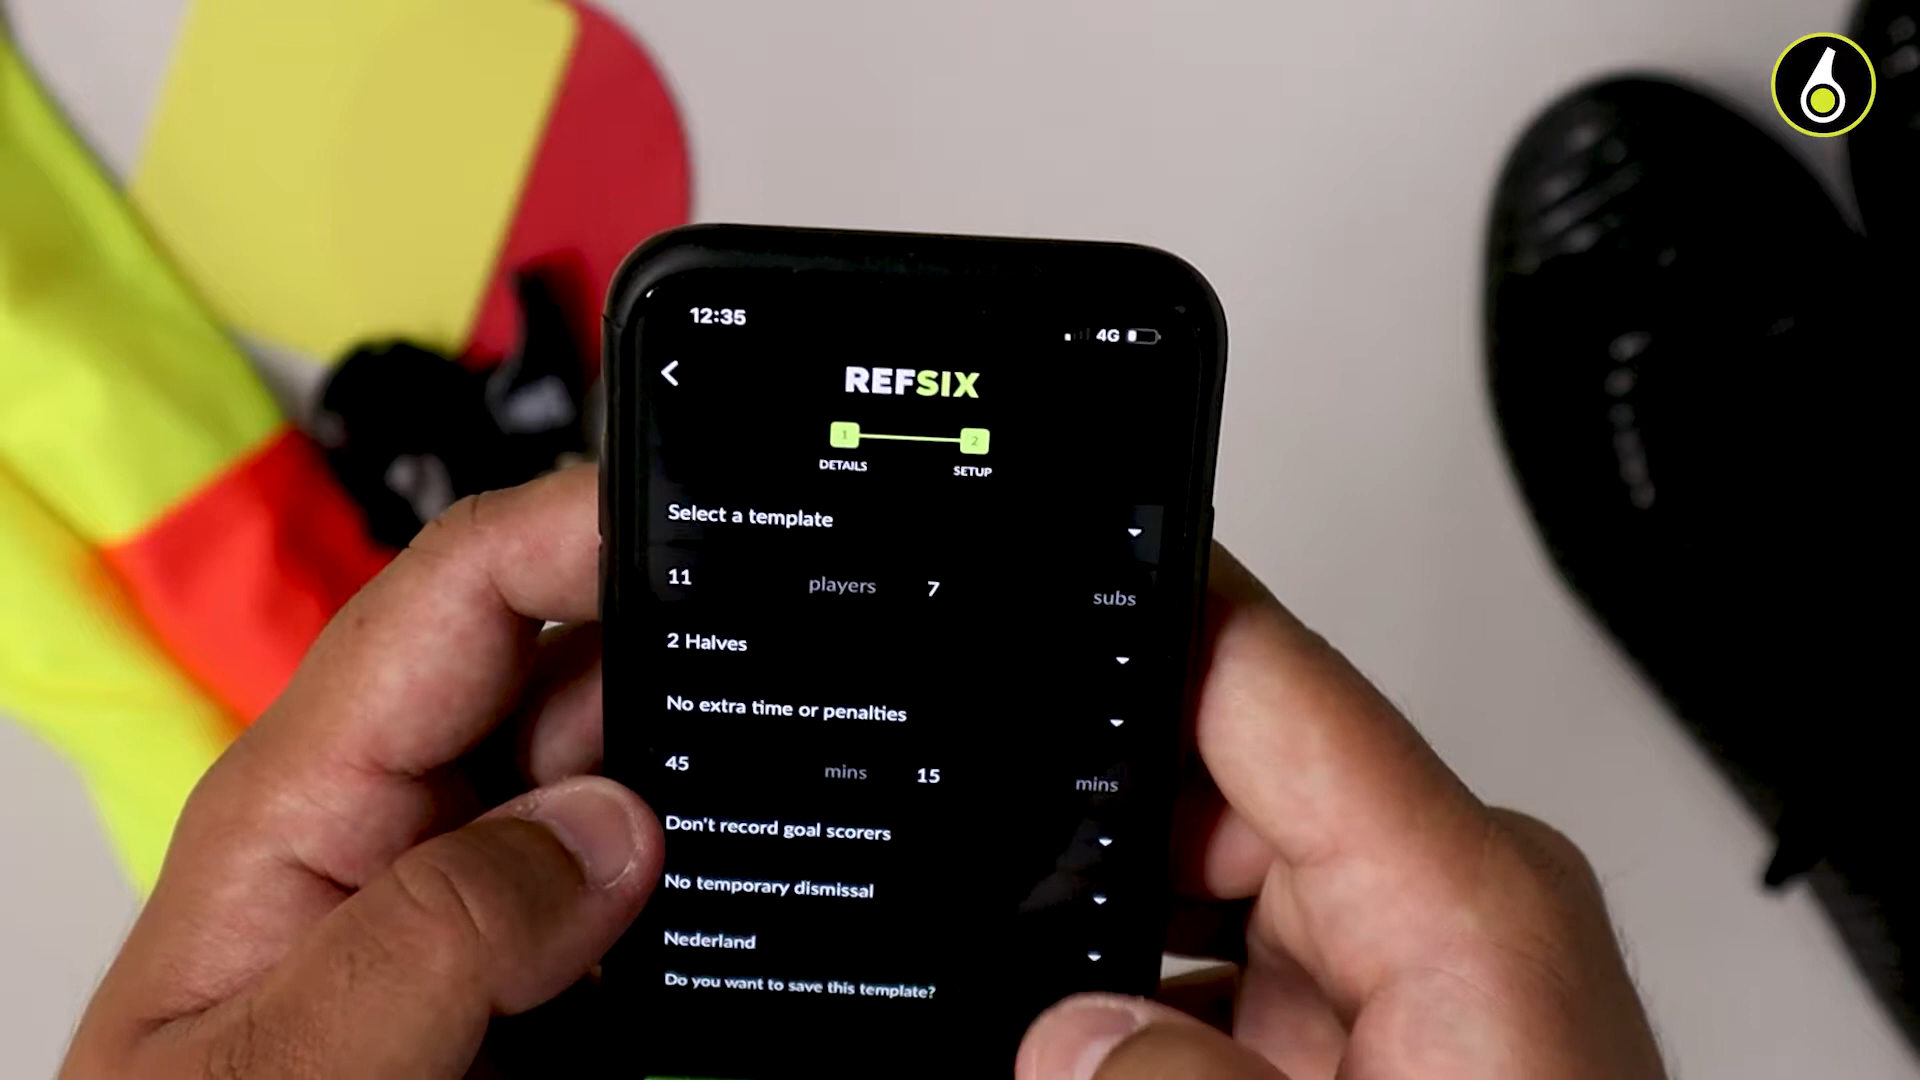 12:35
4G
REFSIX
1 2
DETAILS SETUP
Select a template
11 players 7 subs
2 Halves
No extra time or penalties
45 mins 15 mins
Don't record goal scorers
No temporary dismissal
Nederland
Do you want to save this template?